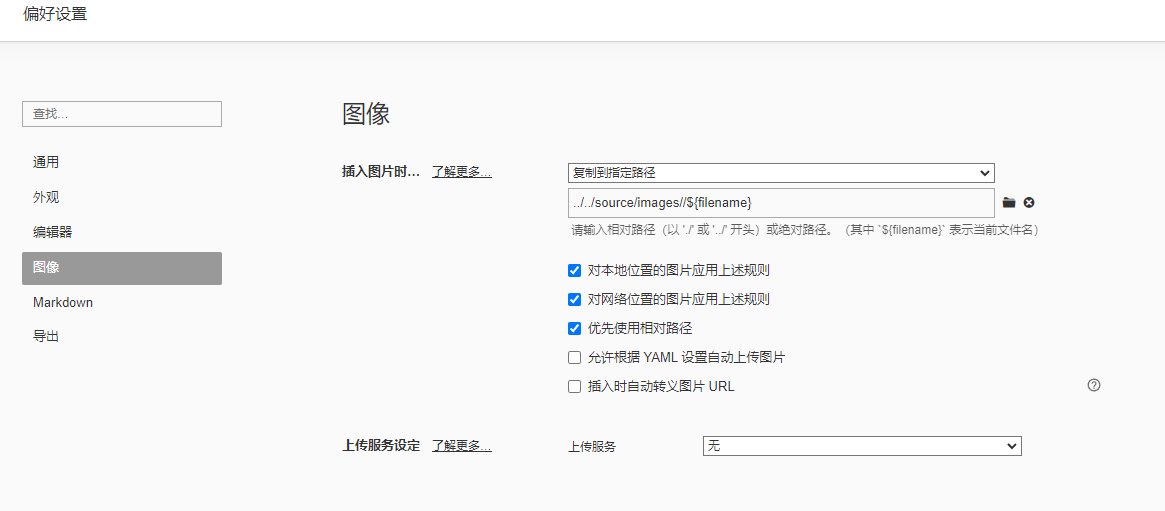 偏好设置
查找...
通用
外观
编辑器
图像
Markdown
导出
图像
插入图片时... 了解更多... 复制到指定路径
../../source/images//${filename}
请输入相对路径（以 './' 或 '../' 开头）或绝对路径。（其中 `${filename}` 表示当前文件名）
对本地位置的图片应用上述规则
对网络位置的图片应用上述规则
优先使用相对路径
允许根据 YAML 设置自动上传图片
插入时自动转义图片 URL
上传服务设定 了解更多... 上传服务 无